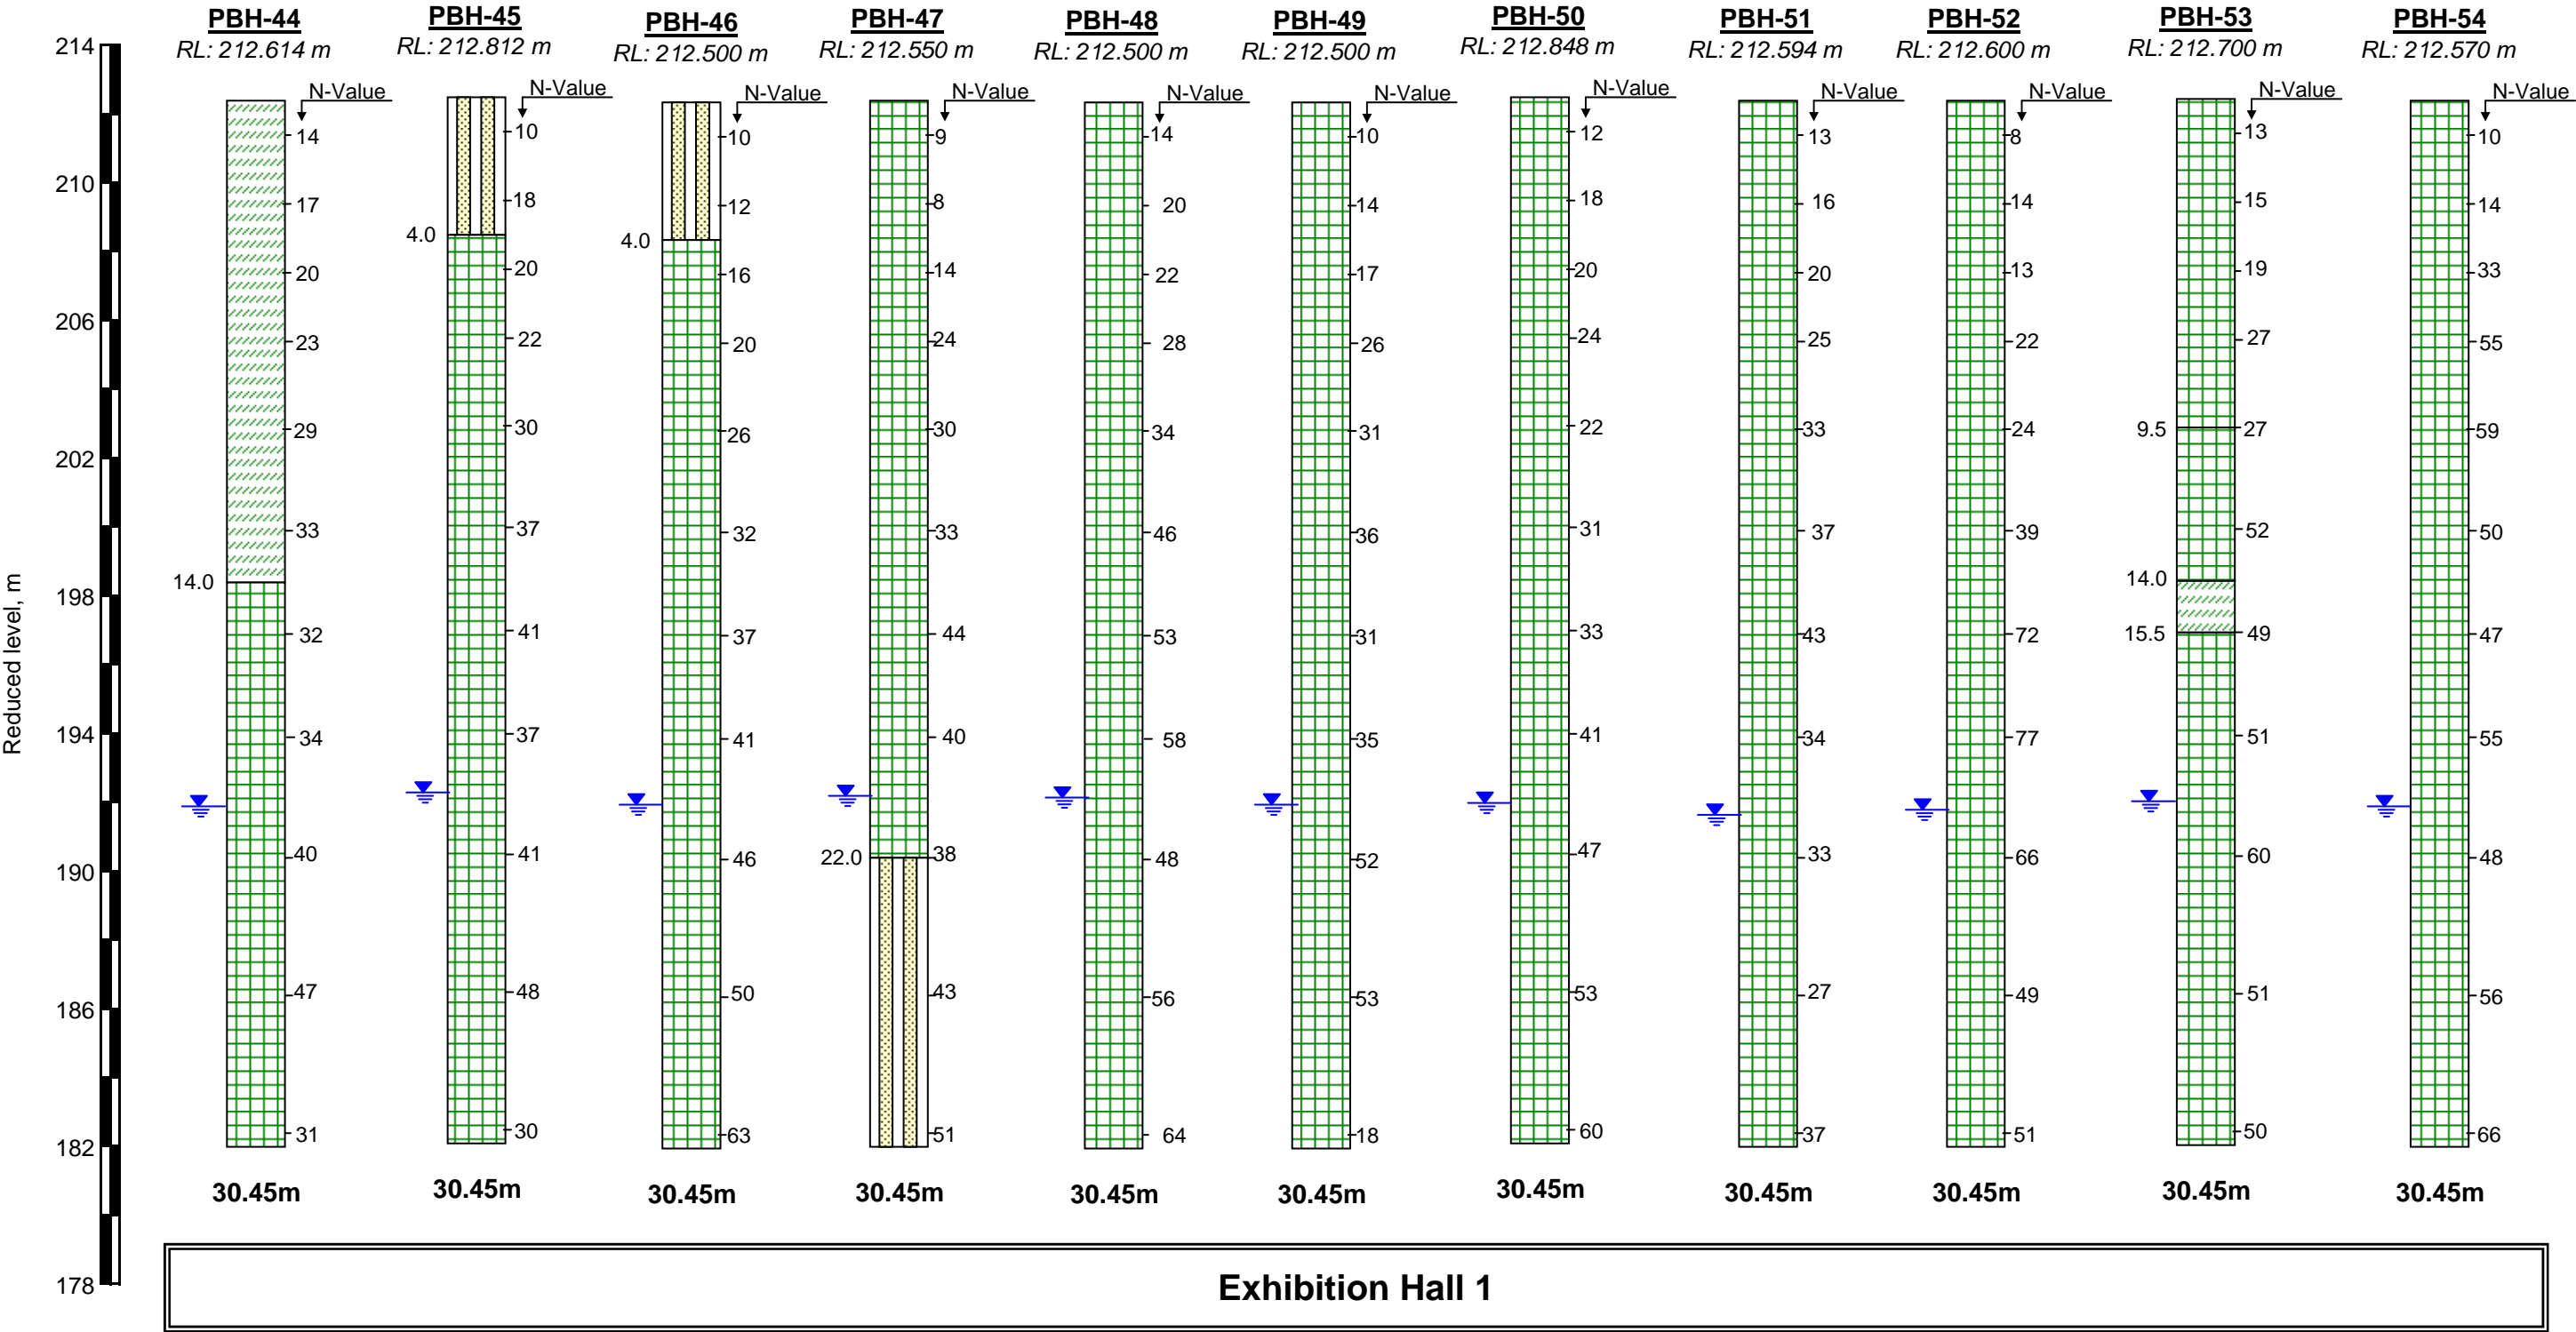 PBH-44 PBH-45 PBH-46 PBH-47 PBH-48 PBH-49 PBH-50 PBH-51 PBH-52 PBH-53 PBH-54
RL: 212.614 m RL: 212.812 m RL: 212.500 m RL: 212.550 m RL: 212.500 m RL: 212.500 m RL: 212.848 m RL: 212.594 m RL: 212.600 m RL: 212.700 m RL: 212.570 m
214
N-Value N-Value N-Value N-Value N-Value N-Value N-Value N-Value N-Value N-Value N-Value
14 10 10 9 14 10 12 13 8 13 10
210
17 18 12 8 20 14 18 16 14 15 14
4.0 4.0
20 20 16 14 22 17 20 20 13 19 33
206
23 22 20 24 28 26 24 25 22 27 55
29 30 26 30 34 31 22 33 24 9.5 27 59
202
33 37 32 33 46 36 31 37 39 52 50
14.0 14.0
198
32 41 37 44 53 31 33 43 72 15.5 49 47
Reduced level, m
194
34 37 41 40 58 35 41 34 77 51 55
40 41 46 22.0 38 48 52 47 33 66 60 48
190
47 48 50 43 56 53 53 27 49 51 56
186
31 30 63 51 64 18 60 37 51 50 66
182
30.45m 30.45m 30.45m 30.45m 30.45m 30.45m 30.45m 30.45m 30.45m 30.45m 30.45m
178
Exhibition Hall 1